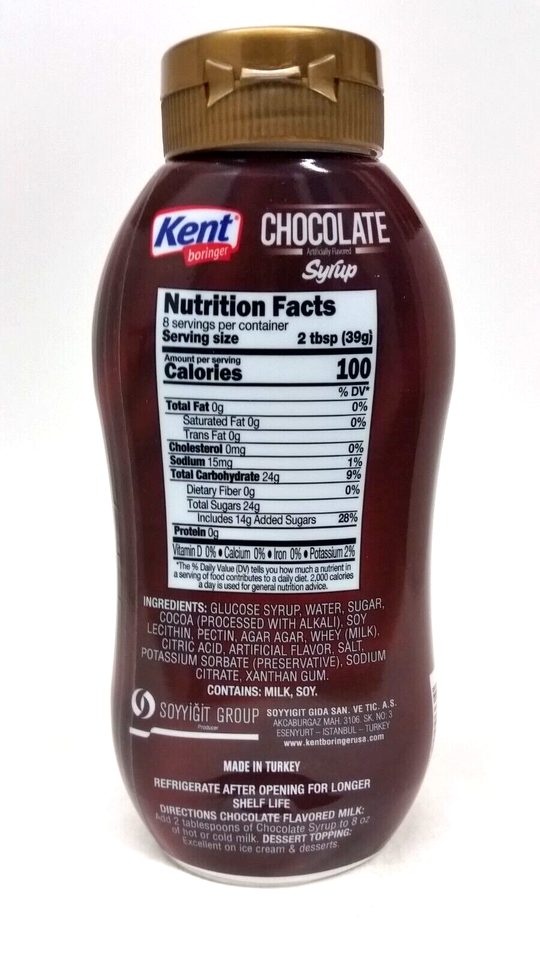 Kent
boringer
CHOCOLATE
Artificially Flavored
Syrup
Nutrition Facts
8 servings per container
Serving size 2 tbsp (39g)
Amount per serving
Calories 100
% DV*
Total Fat 0g 0%
Saturated Fat 0g 0%
Trans Fat 0g
Cholesterol 0mg 0%
Sodium 15mg 1%
Total Carbohydrate 24g 9%
Dietary Fiber 0g 0%
Total Sugars 24g
Includes 14g Added Sugars 28%
Protein 0g
Vitamin D 0% • Calcium 0% • Iron 0% • Potassium 2%
*The % Daily Value (DV) tells you how much a nutrient in
a serving of food contributes to a daily diet. 2,000 calories
a day is used for general nutrition advice.
INGREDIENTS: GLUCOSE SYRUP, WATER, SUGAR,
COCOA (PROCESSED WITH ALKALI), SOY
LECITHIN, PECTIN, AGAR AGAR, WHEY (MILK),
CITRIC ACID, ARTIFICIAL FLAVOR, SALT,
POTASSIUM SORBATE (PRESERVATIVE), SODIUM
CITRATE, XANTHAN GUM.
CONTAINS: MILK, SOY.
SOYYİĞİT GROUP
Producer
SOYYIGIT GIDA SAN. VE TIC. A.S.
AKCABURGAZ MAH. 3106. SK. NO: 3
ESENYURT – ISTANBUL – TURKEY
www.kentboringerusa.com
MADE IN TURKEY
REFRIGERATE AFTER OPENING FOR LONGER
SHELF LIFE
DIRECTIONS CHOCOLATE FLAVORED MILK:
Add 2 tablespoons of Chocolate Syrup to 8 oz
of hot or cold milk. DESSERT TOPPING:
Excellent on ice cream & desserts.